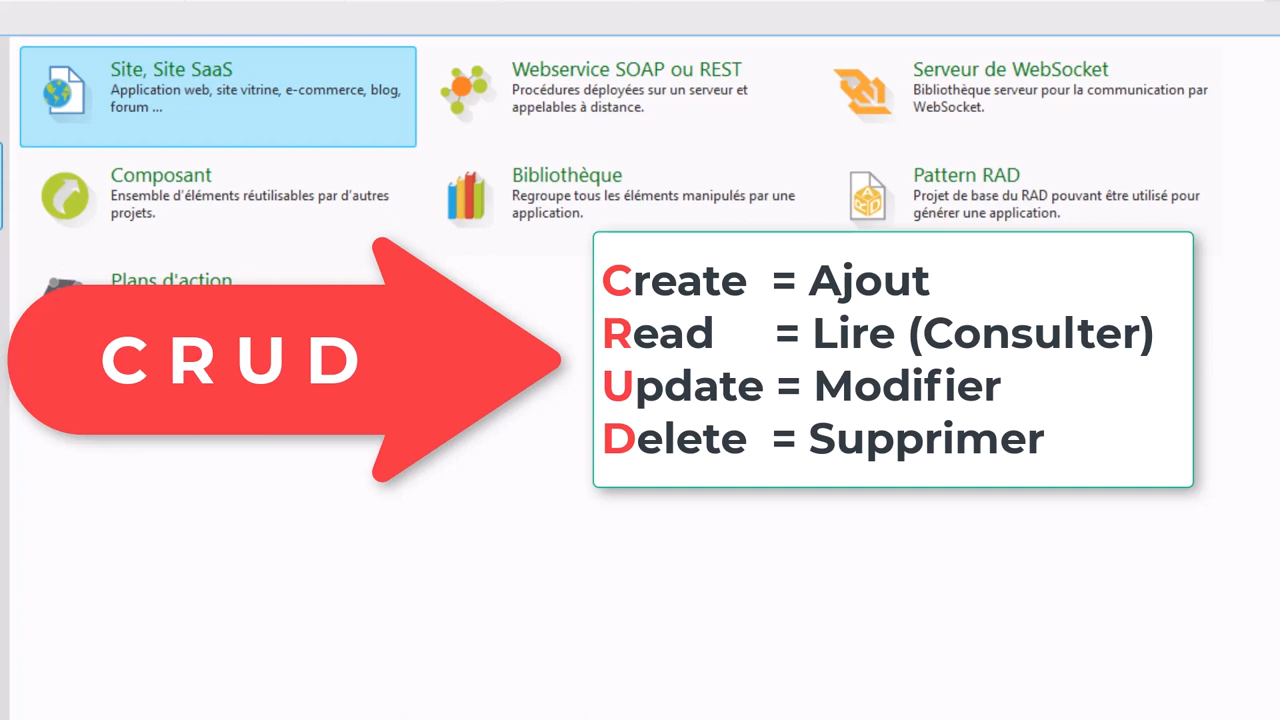 Site, Site SaaS
Application web, site vitrine, e-commerce, blog,
forum ...
Webservice SOAP ou REST
Procédures déployées sur un serveur et
appelables à distance.
Serveur de WebSocket
Bibliothèque serveur pour la communication par
WebSocket.
Composant
Ensemble d'éléments réutilisables par d'autres
projets.
Bibliothèque
Regroupe tous les éléments manipulés par une
application.
Pattern RAD
Projet de base du RAD pouvant être utilisé pour
générer une application.
Plans d'action
C R U D
Create = Ajout
Read = Lire (Consulter)
Update = Modifier
Delete = Supprimer